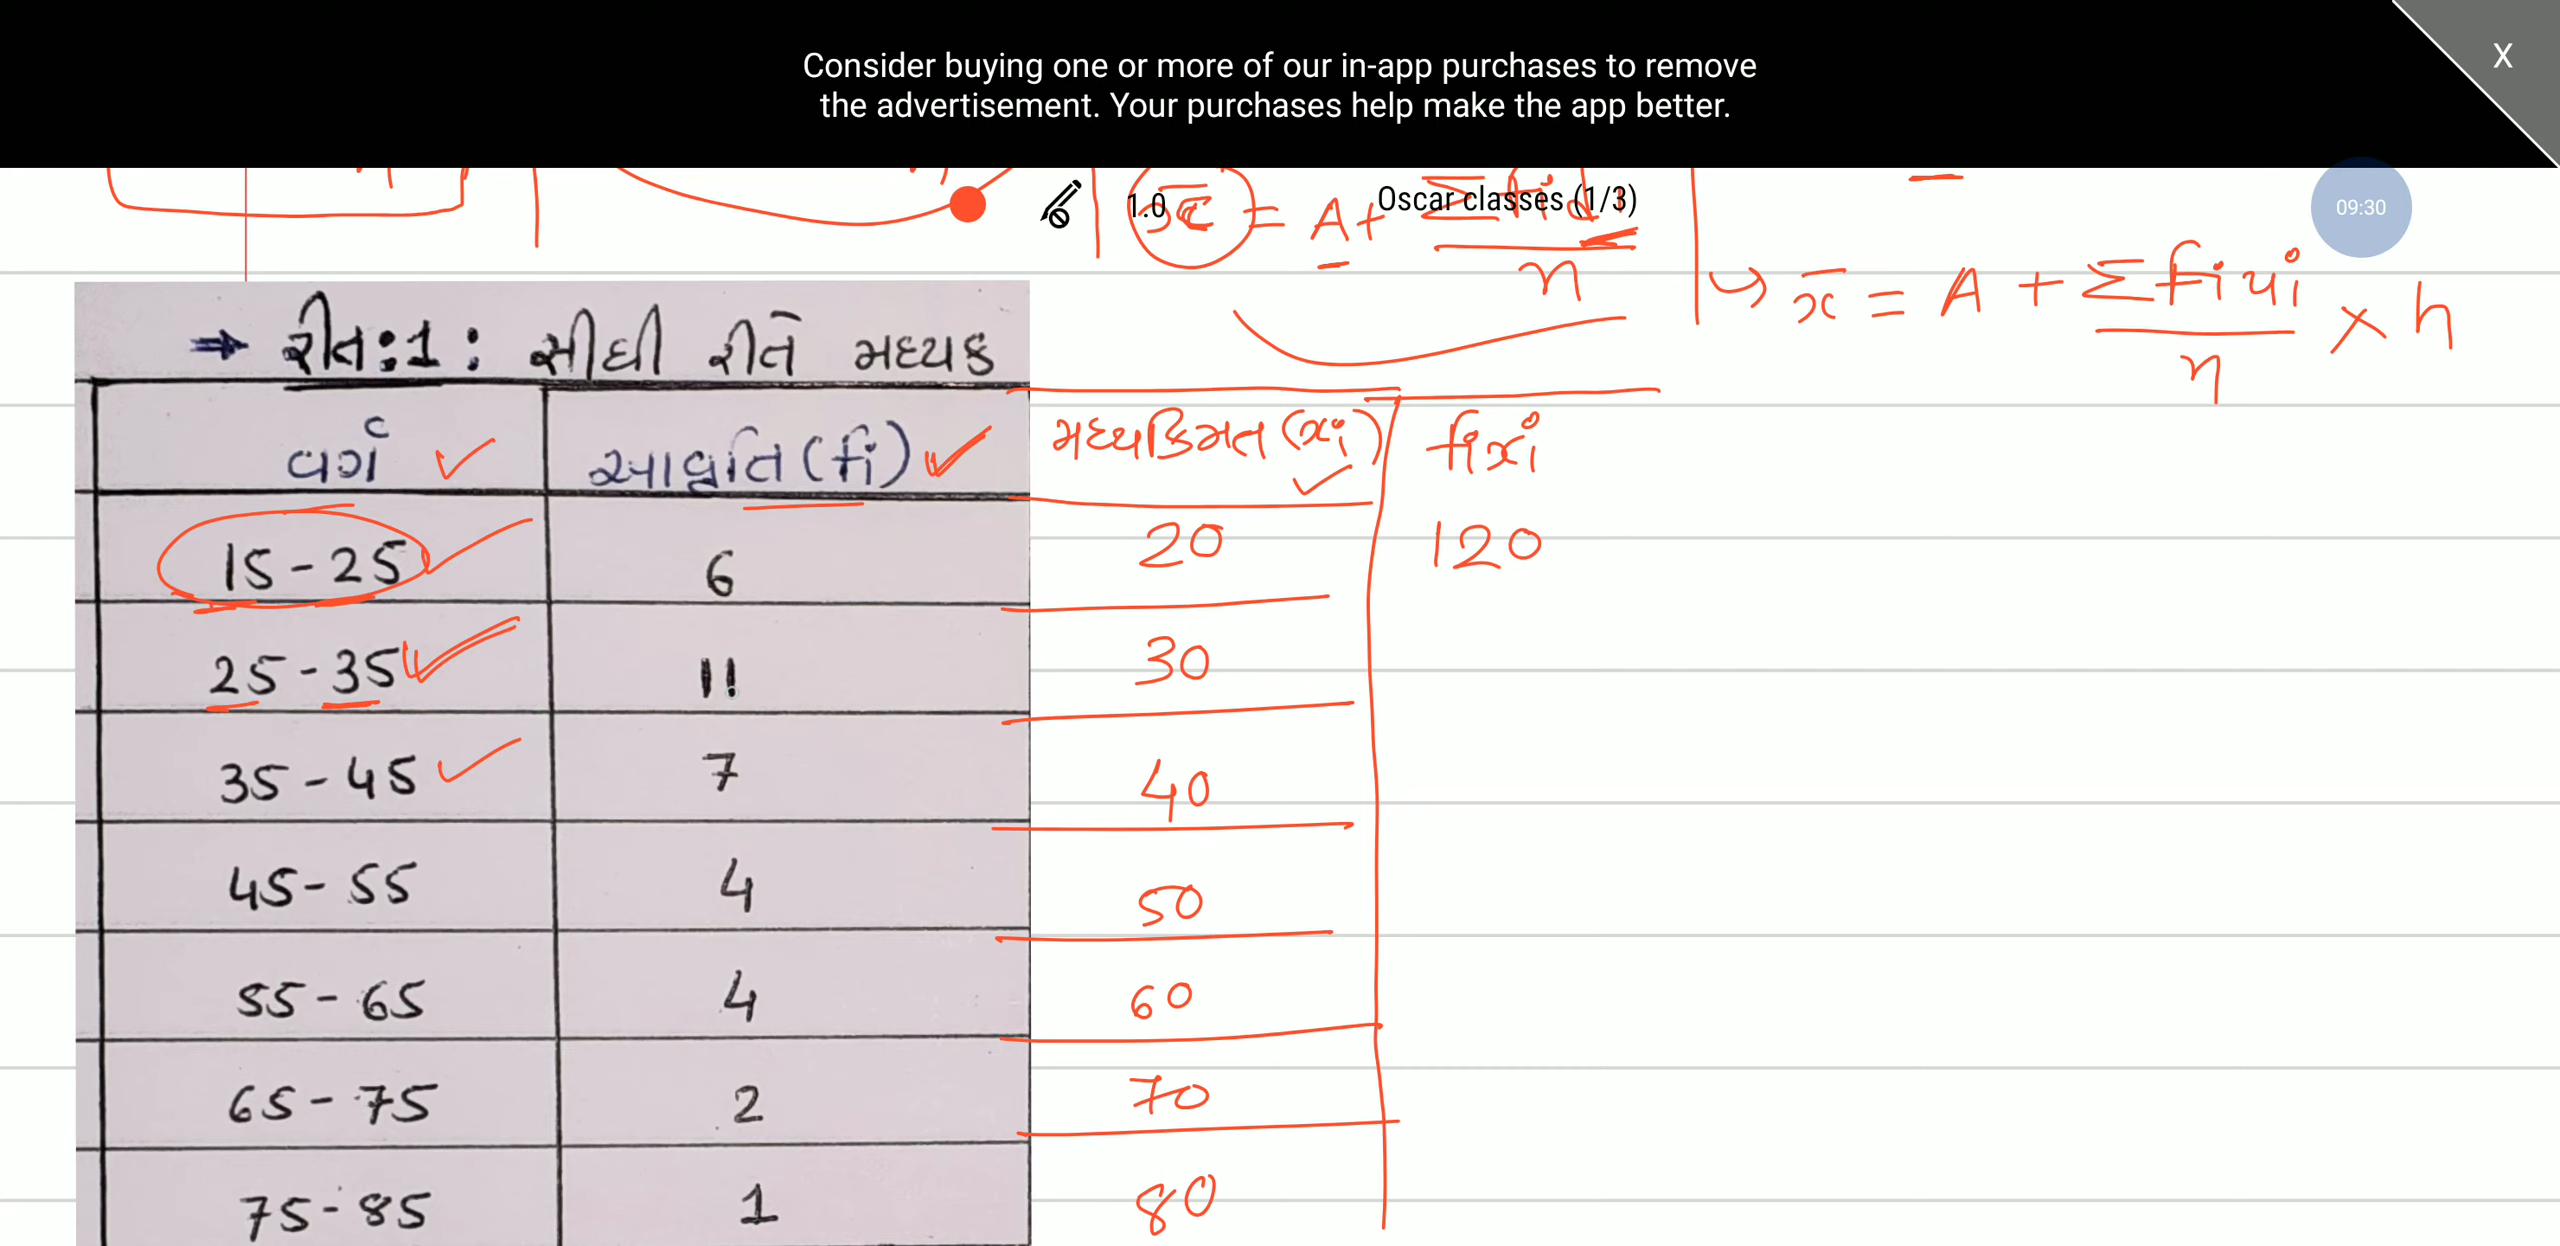 Consider buying one or more of our in-app purchases to remove
the advertisement. Your purchases help make the app better.
X
1.0
Oscar classes (1/3)
09:30
x̄ = A + Σfidi / n
↪ x̄ = A + Σfiui / n × h
→ રીત:1: સીધી રીતે મધ્યક
વર્ગ આવૃત્તિ (fi) મધ્યકિંમત (xi) fixi
15-25 6 20 120
25-35 11 30
35-45 7 40
45-55 4 50
55-65 4 60
65-75 2 70
75-85 1 80